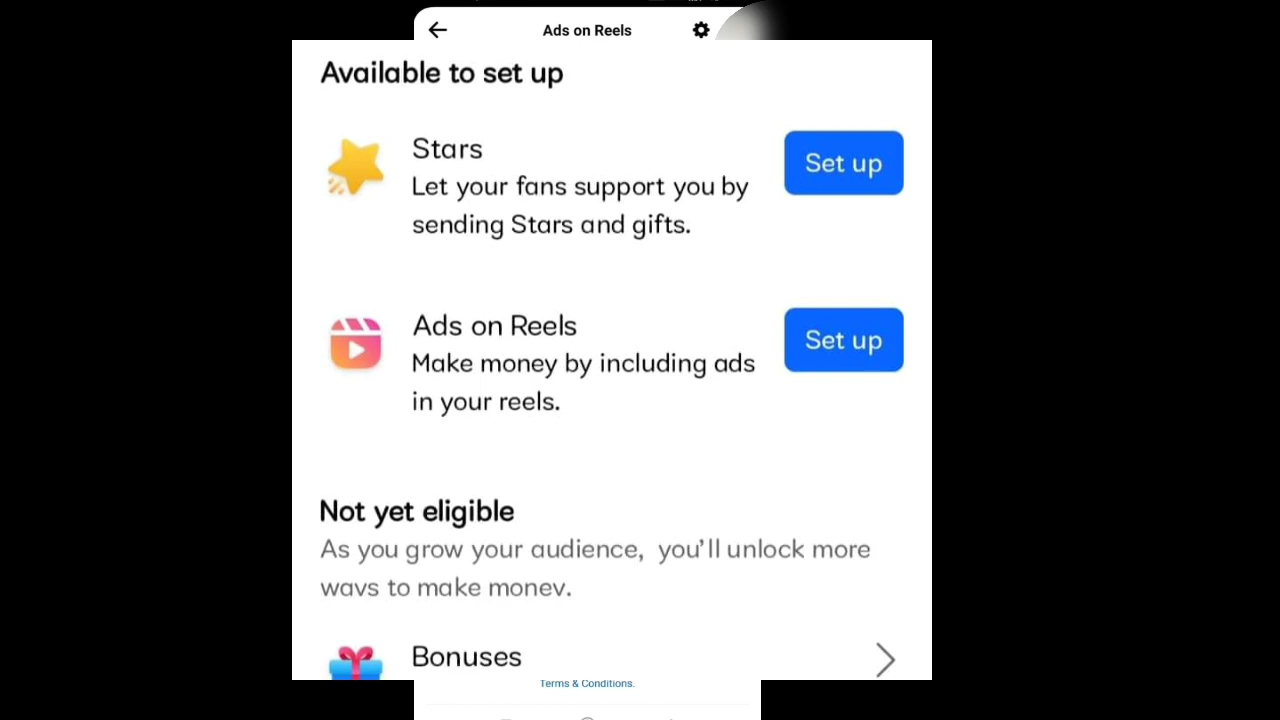 Ads on Reels
Available to set up
Stars
Set up
Let your fans support you by
sending Stars and gifts.
Ads on Reels
Set up
Make money by including ads
in your reels.
Not yet eligible
As you grow your audience, you'll unlock more
ways to make money.
Bonuses
Terms & Conditions.